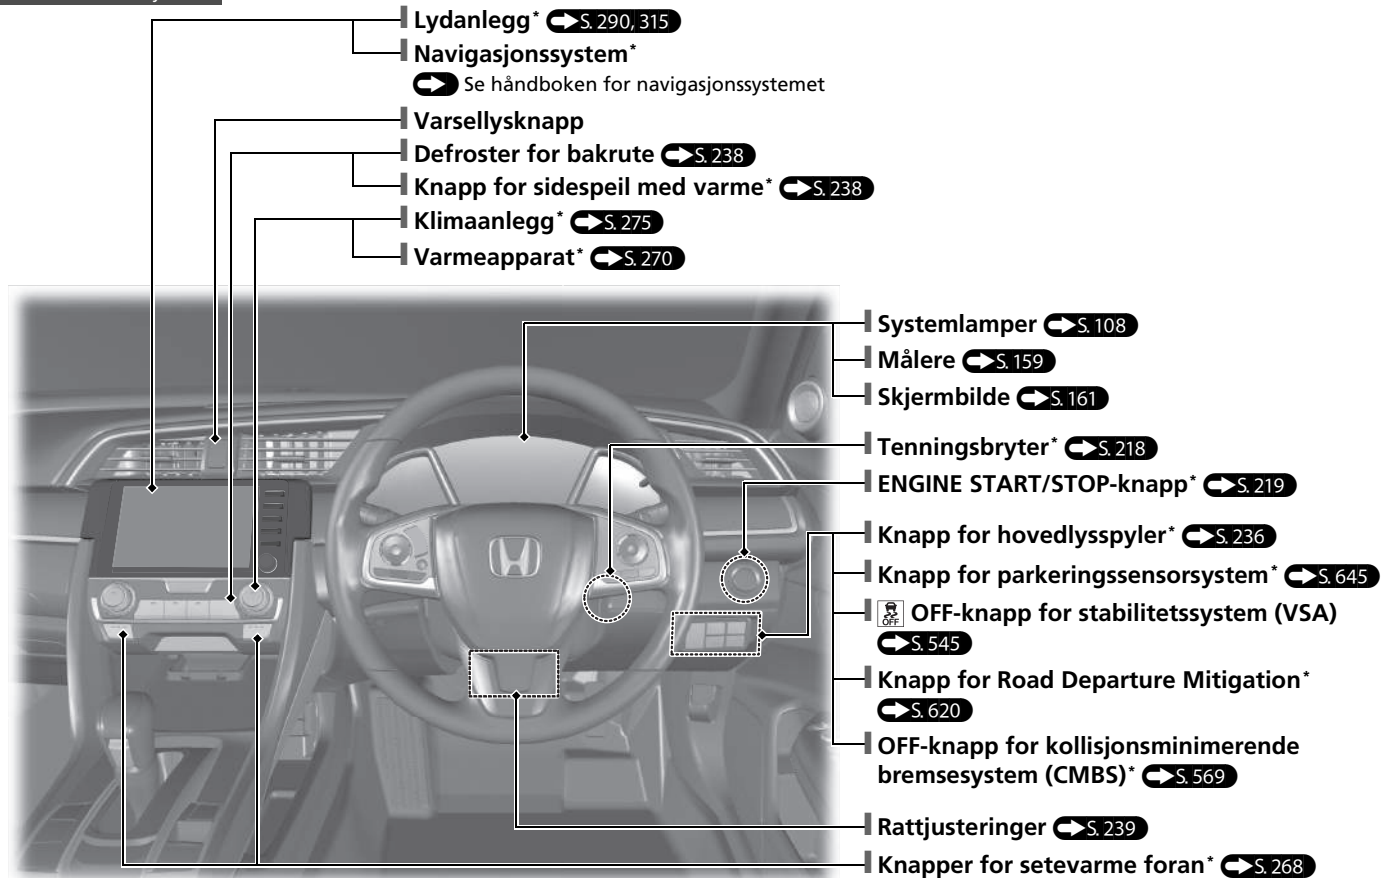 Lydanlegg* S. 290, 315
Navigasjonssystem*
Se håndboken for navigasjonssystemet
Varsellysknapp
Defroster for bakrute S. 238
Knapp for sidespeil med varme* S. 238
Klimaanlegg* S. 275
Varmeapparat* S. 270
Systemlamper S. 108
Målere S. 159
Skjermbilde S. 161
Tenningsbryter* S. 218
ENGINE START/STOP-knapp* S. 219
Knapp for hovedlysspyler* S. 236
Knapp for parkeringssensorsystem* S. 645
OFF OFF-knapp for stabilitetssystem (VSA)
S. 545
Knapp for Road Departure Mitigation*
S. 620
OFF-knapp for kollisjonsminimerende
bremsesystem (CMBS)* S. 569
Rattjusteringer S. 239
Knapper for setevarme foran* S. 268